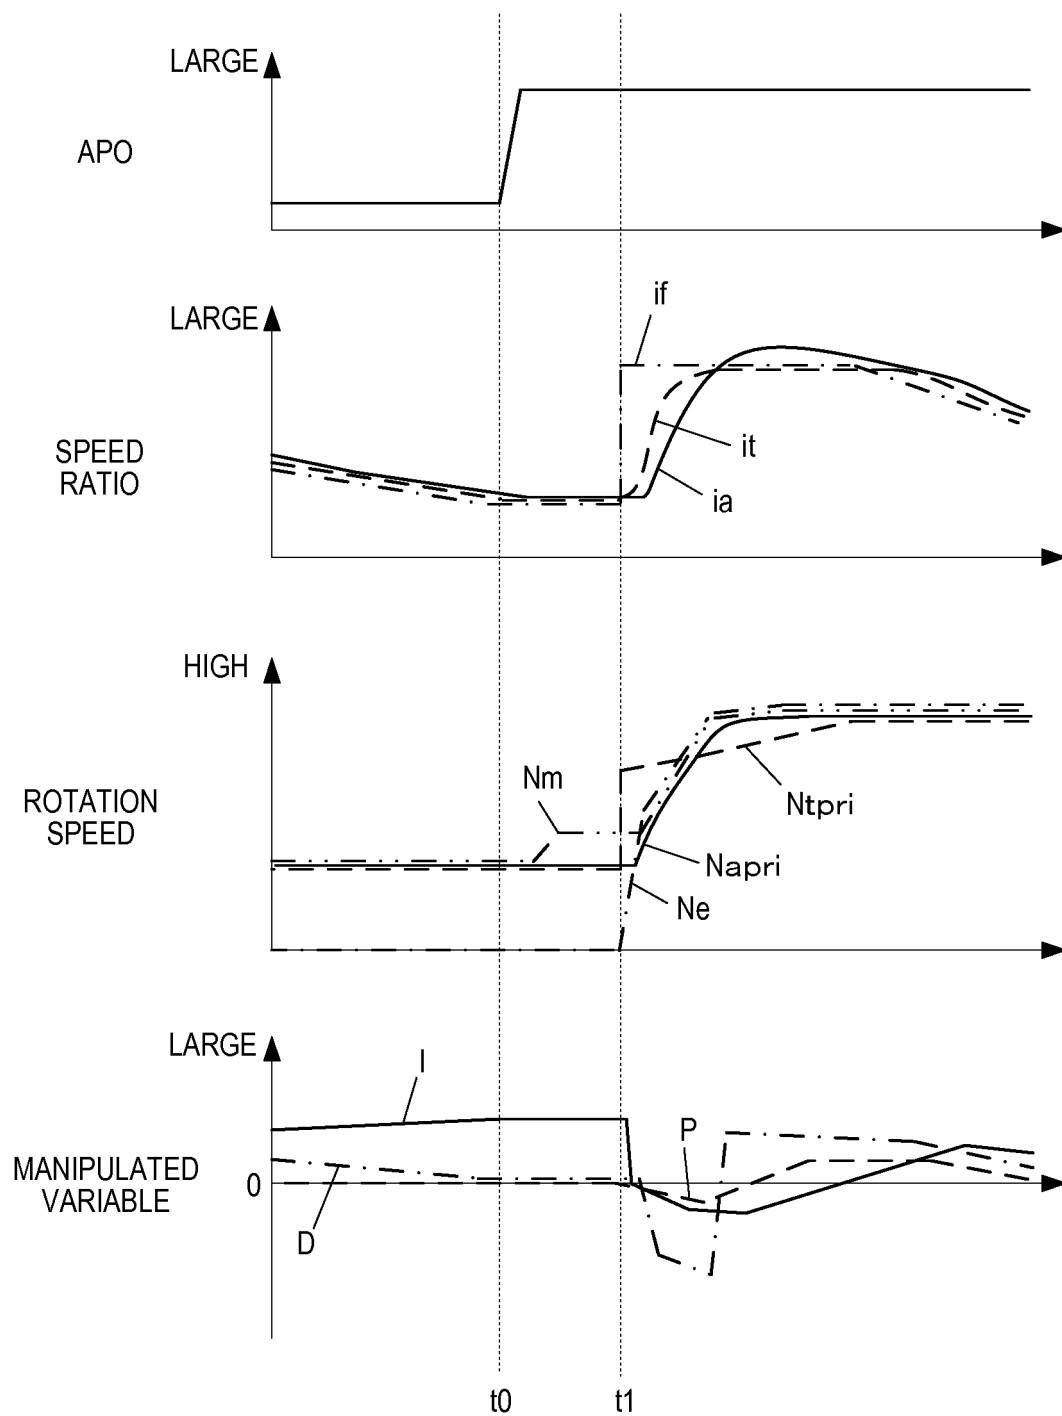 LARGE
APO
if
LARGE
SPEED
RATIO
it
ia
HIGH
Nm
ROTATION
SPEED
Ntpri
Napri
Ne
LARGE
I
P
MANIPULATED
VARIABLE
0
D
t0
t1